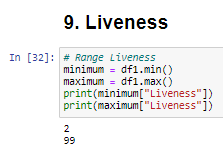 9. Liveness
In [32]: # Range Liveness
minimum = df1.min()
maximum = df1.max()
print(minimum["Liveness"])
print(maximum["Liveness"])
2
99